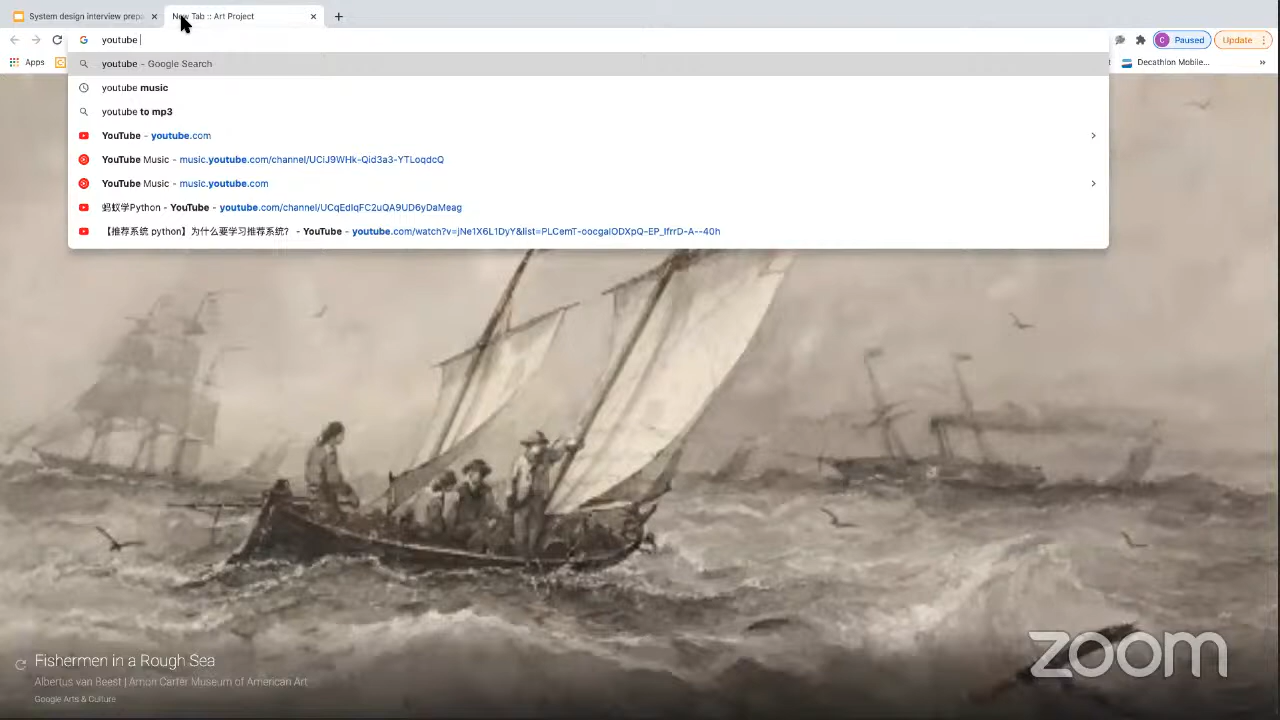 System design interview prepa
New Tab :: Art Project
youtube
Paused
Update
Apps
Decathlon Mobile...
youtube - Google Search
youtube music
youtube to mp3
YouTube - youtube.com
YouTube Music - music.youtube.com/channel/UCiJ9WHk-Qid3a3-YTLoqdcQ
YouTube Music - music.youtube.com
蚂蚁学Python - YouTube - youtube.com/channel/UCqEdIqFC2uQA9UD6yDaMeag
【推荐系统 python】为什么要学习推荐系统? - YouTube - youtube.com/watch?v=jNe1X6L1DyY&list=PLCemT-oocgalODXpQ-EP_IfrrD-A--40h
Fishermen in a Rough Sea
Albertus van Beest | Amon Carter Museum of American Art
Google Arts & Culture
zoom